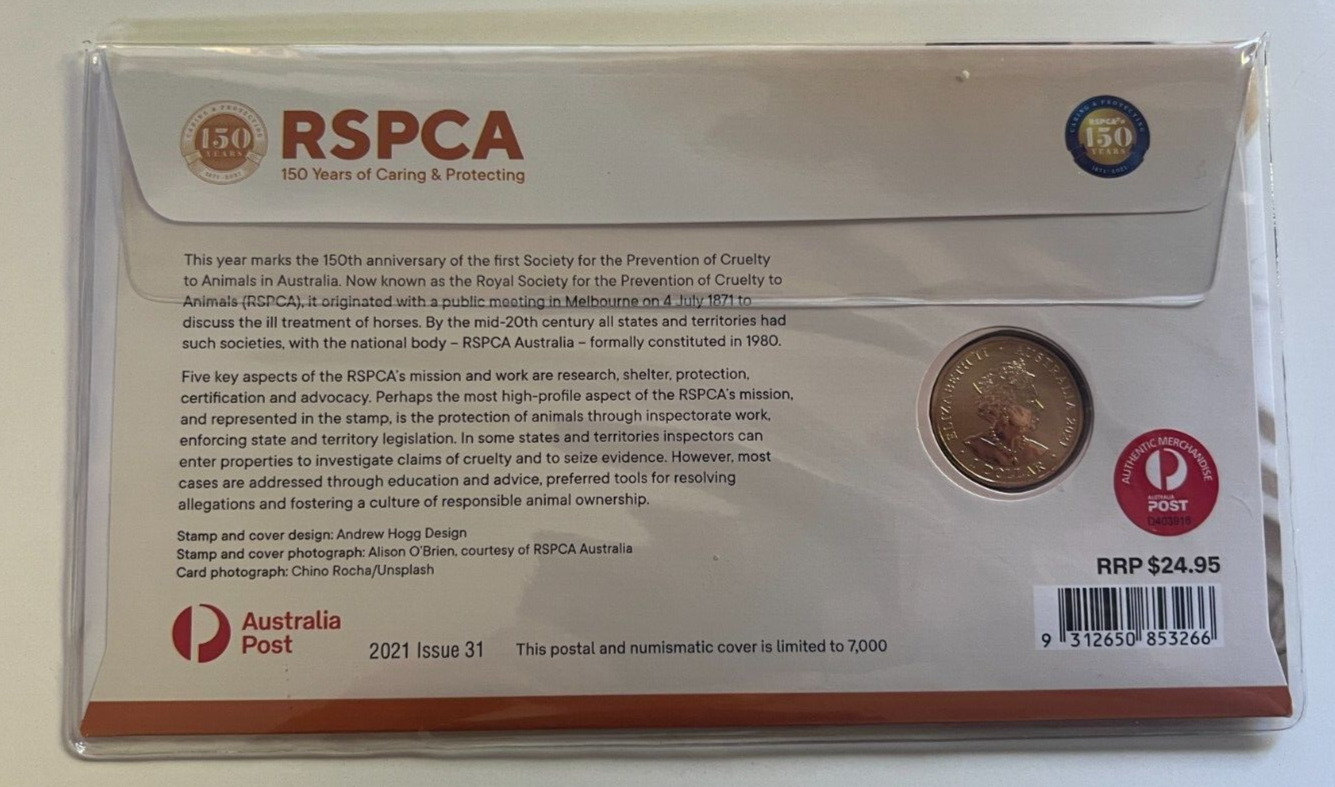 CARING & PROTECTING
150
YEARS
1871-2021
RSPCA
150 Years of Caring & Protecting
CARING & PROTECTING
RSPCA
150
YEARS
1871-2021
This year marks the 150th anniversary of the first Society for the Prevention of Cruelty
to Animals in Australia. Now known as the Royal Society for the Prevention of Cruelty to
Animals (RSPCA), it originated with a public meeting in Melbourne on 4 July 1871 to
discuss the ill treatment of horses. By the mid-20th century all states and territories had
such societies, with the national body – RSPCA Australia – formally constituted in 1980.
Five key aspects of the RSPCA's mission and work are research, shelter, protection,
certification and advocacy. Perhaps the most high-profile aspect of the RSPCA's mission,
and represented in the stamp, is the protection of animals through inspectorate work,
enforcing state and territory legislation. In some states and territories inspectors can
enter properties to investigate claims of cruelty and to seize evidence. However, most
cases are addressed through education and advice, preferred tools for resolving
allegations and fostering a culture of responsible animal ownership.
Stamp and cover design: Andrew Hogg Design
Stamp and cover photograph: Alison O'Brien, courtesy of RSPCA Australia
Card photograph: Chino Rocha/Unsplash
ELIZABETH II AUSTRALIA 2021
DOLLAR
AUTHENTIC MERCHANDISE
AUSTRALIA
POST
RRP $24.95
9 312650 853266
Australia
Post
2021 Issue 31
This postal and numismatic cover is limited to 7,000